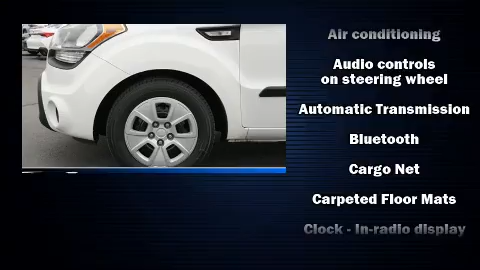 Air conditioning
Audio controls
on steering wheel
Automatic Transmission
Bluetooth
Cargo Net
Carpeted Floor Mats
Clock - In-radio display